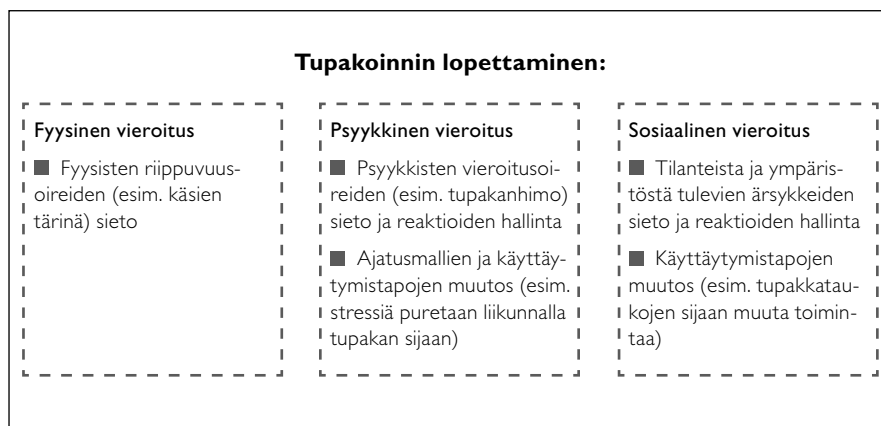 Tupakoinnin lopettaminen:
Fyysinen vieroitus
■ Fyysisten riippuvuus-
oireiden (esim. käsien
tärinä) sieto
Psyykkinen vieroitus
■ Psyykkisten vieroitusoi-
reiden (esim. tupakanhimo)
sieto ja reaktioiden hallinta
■ Ajatusmallien ja käyttäy-
tymistapojen muutos (esim.
stressiä puretaan liikunnalla
tupakan sijaan)
Sosiaalinen vieroitus
■ Tilanteista ja ympäris-
töstä tulevien ärsykkeiden
sieto ja reaktioiden hallinta
■ Käyttäytymistapojen
muutos (esim. tupakkatau-
kojen sijaan muuta toimin-
taa)